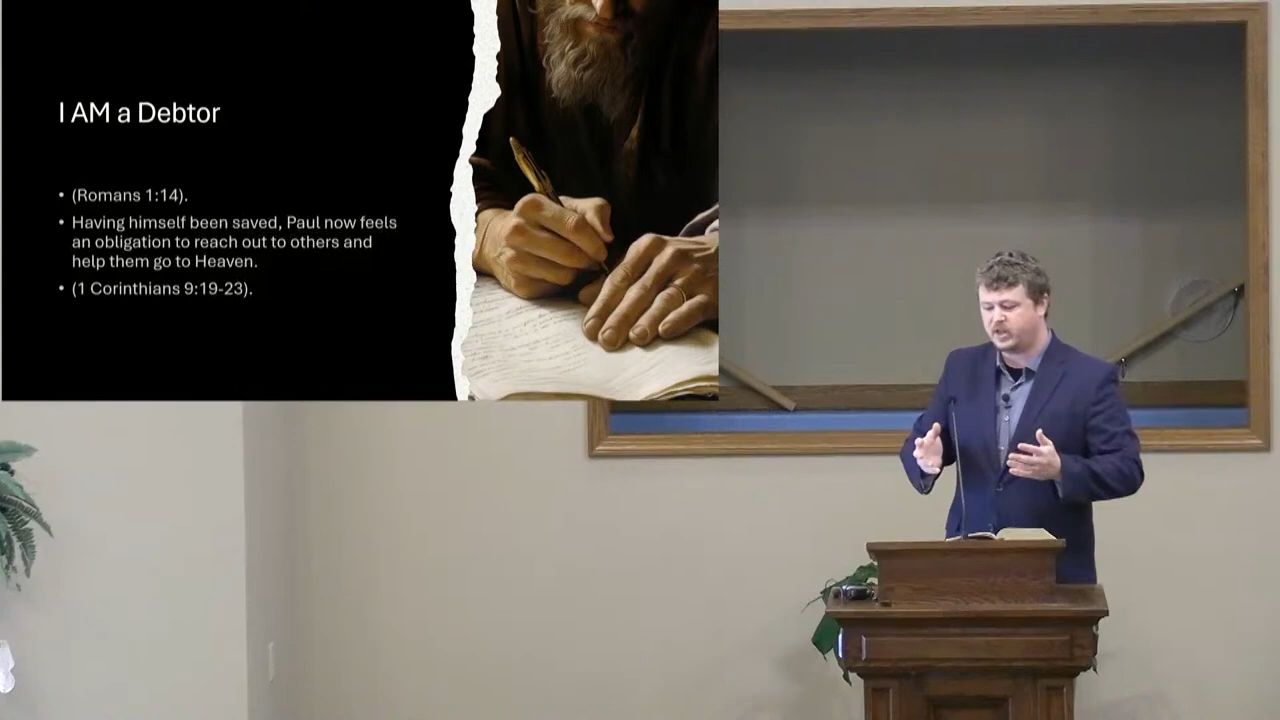 I AM a Debtor
• (Romans 1:14).
• Having himself been saved, Paul now feels
an obligation to reach out to others and
help them go to Heaven.
• (1 Corinthians 9:19-23).